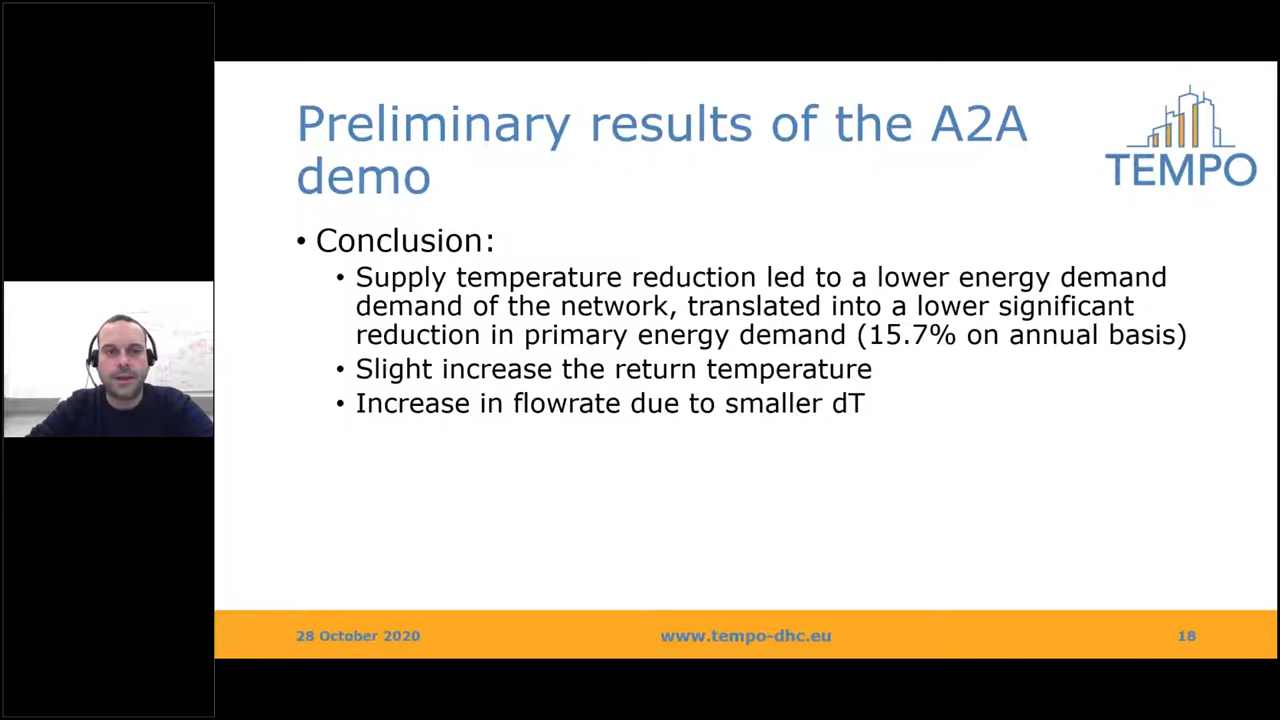 Preliminary results of the A2A
demo
TEMPO
• Conclusion:
• Supply temperature reduction led to a lower energy demand
demand of the network, translated into a lower significant
reduction in primary energy demand (15.7% on annual basis)
• Slight increase the return temperature
• Increase in flowrate due to smaller dT
28 October 2020
www.tempo-dhc.eu
18